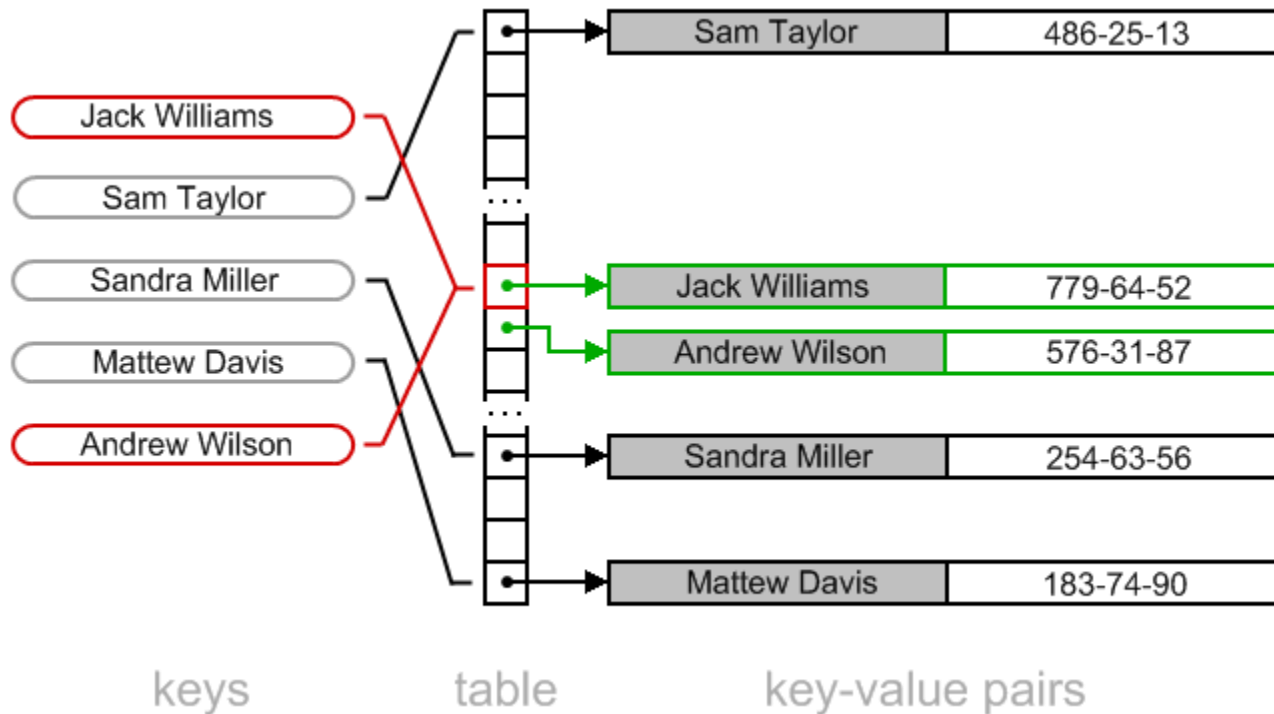 Sam Taylor 486-25-13
Jack Williams
Sam Taylor
...
Sandra Miller
Jack Williams 779-64-52
Mattew Davis
Andrew Wilson 576-31-87
...
Andrew Wilson
Sandra Miller 254-63-56
Mattew Davis 183-74-90
keys table key-value pairs